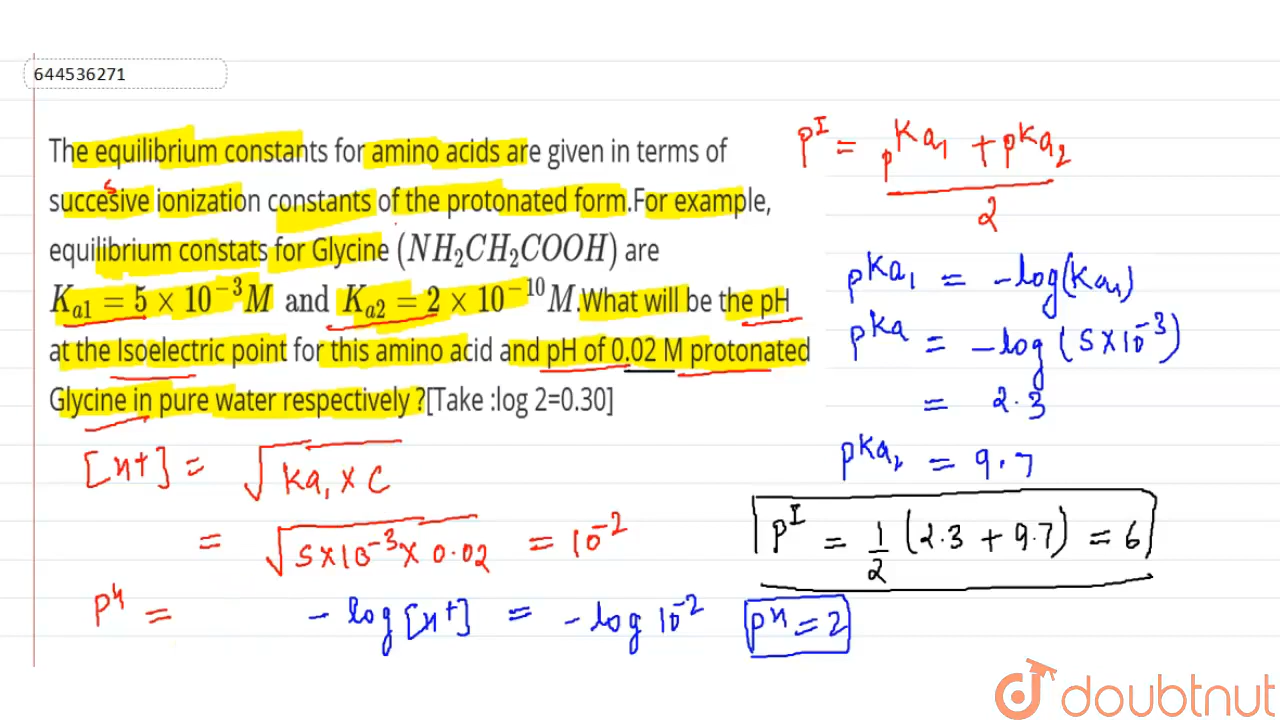 644536271
The equilibrium constants for amino acids are given in terms of
s
succesive ionization constants of the protonated form.For example,
equilibrium constats for Glycine (NH₂CH₂COOH) are
Kₐ₁ = 5 × 10⁻³ M and Kₐ₂ = 2 × 10⁻¹⁰ M.What will be the pH
at the Isoelectric point for this amino acid and pH of 0.02 M protonated
Glycine in pure water respectively ?[Take :log 2=0.30]
pI = (pKa₁ + pKa₂) / 2
pKa₁ = -log(Ka₁)
pKa = -log(5×10⁻³)
= 2.3
pKa₂ = 9.7
pI = 1/2 (2.3 + 9.7) = 6
[H+] = √(Ka₁ × C)
= √(5×10⁻³ × 0.02) = 10⁻²
pH = -log[H+] = -log 10⁻² pH = 2
doubtnut